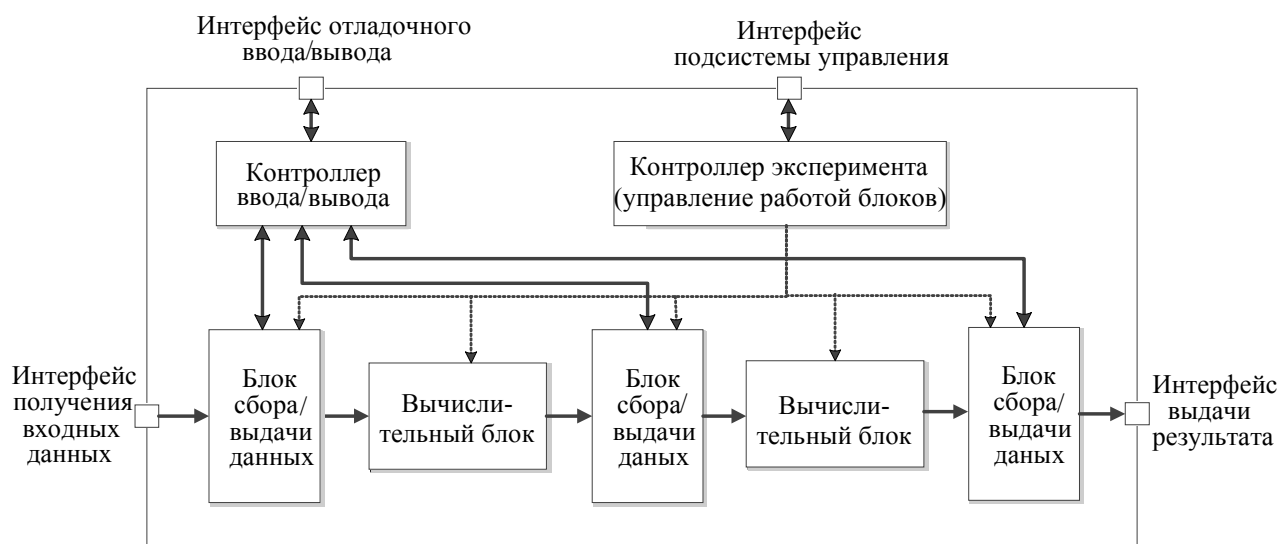 Интерфейс отладочного
ввода/вывода
Интерфейс
подсистемы управления
Контроллер
ввода/вывода
Контроллер эксперимента
(управление работой блоков)
Интерфейс
получения
входных
данных
Блок
сбора/
выдачи
данных
Вычисли-
тельный блок
Блок
сбора/
выдачи
даных
Вычисли-
тельный блок
Блок
сбора/
выдачи
даных
Интерфейс
выдачи
результата